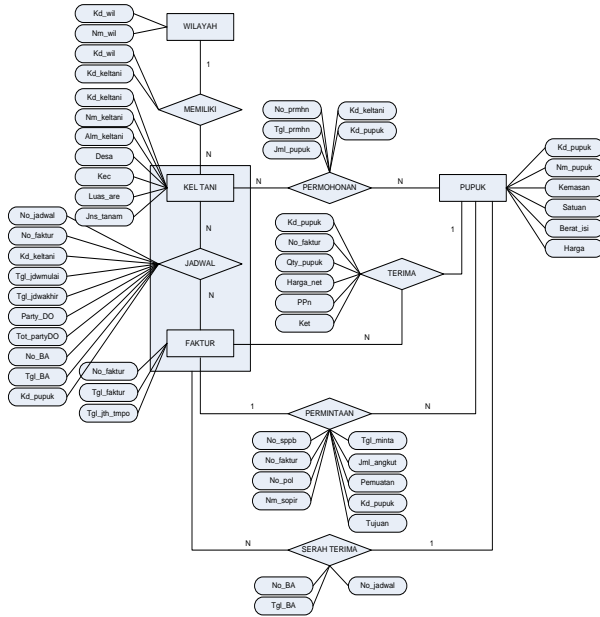 Kd_wil
WILAYAH
Nm_wil
Kd_wil
1
Kd_keltani
Kd_keltani
MEMILIKI
Nm_keltani
Alm_keltani
Desa
N
Kec
KELTANI
Luas_are
Jns_tanam
No_prmhn
Kd_keltani
Tgl_prmhn
Kd_pupuk
Jml_pupuk
N
PERMOHONAN
N
PUPUK
Kd_pupuk
Nm_pupuk
Kemasan
Satuan
Berat_isi
Harga
No_jadwal
No_faktur
Kd_keltani
Tgl_jdwmulai
Tgl_jdwakhir
Party_DO
Tot_partyDO
No_BA
Tgl_BA
Kd_pupuk
N
JADWAL
N
FAKTUR
No_faktur
Tgl_faktur
Tgl_jth_tmpo
Kd_pupuk
No_faktur
Qty_pupuk
Harga_net
PPn
Ket
1
TERIMA
N
1
PERMINTAAN
N
No_sppb
Tgl_minta
No_faktur
Jml_angkut
No_pol
Pemuatan
Nm_sopir
Kd_pupuk
Tujuan
N
SERAH TERIMA
1
No_BA
No_jadwal
Tgl_BA